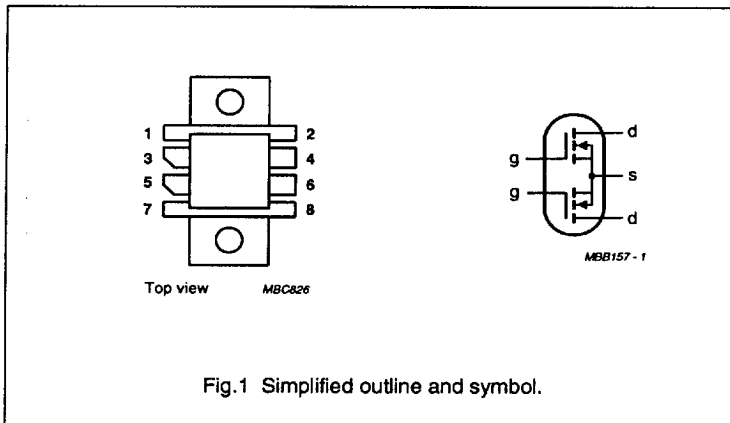 1 2
3 4
5 6
7 8
Top view MBC826
d
g
s
g
d
MBB157 - 1
Fig.1 Simplified outline and symbol.